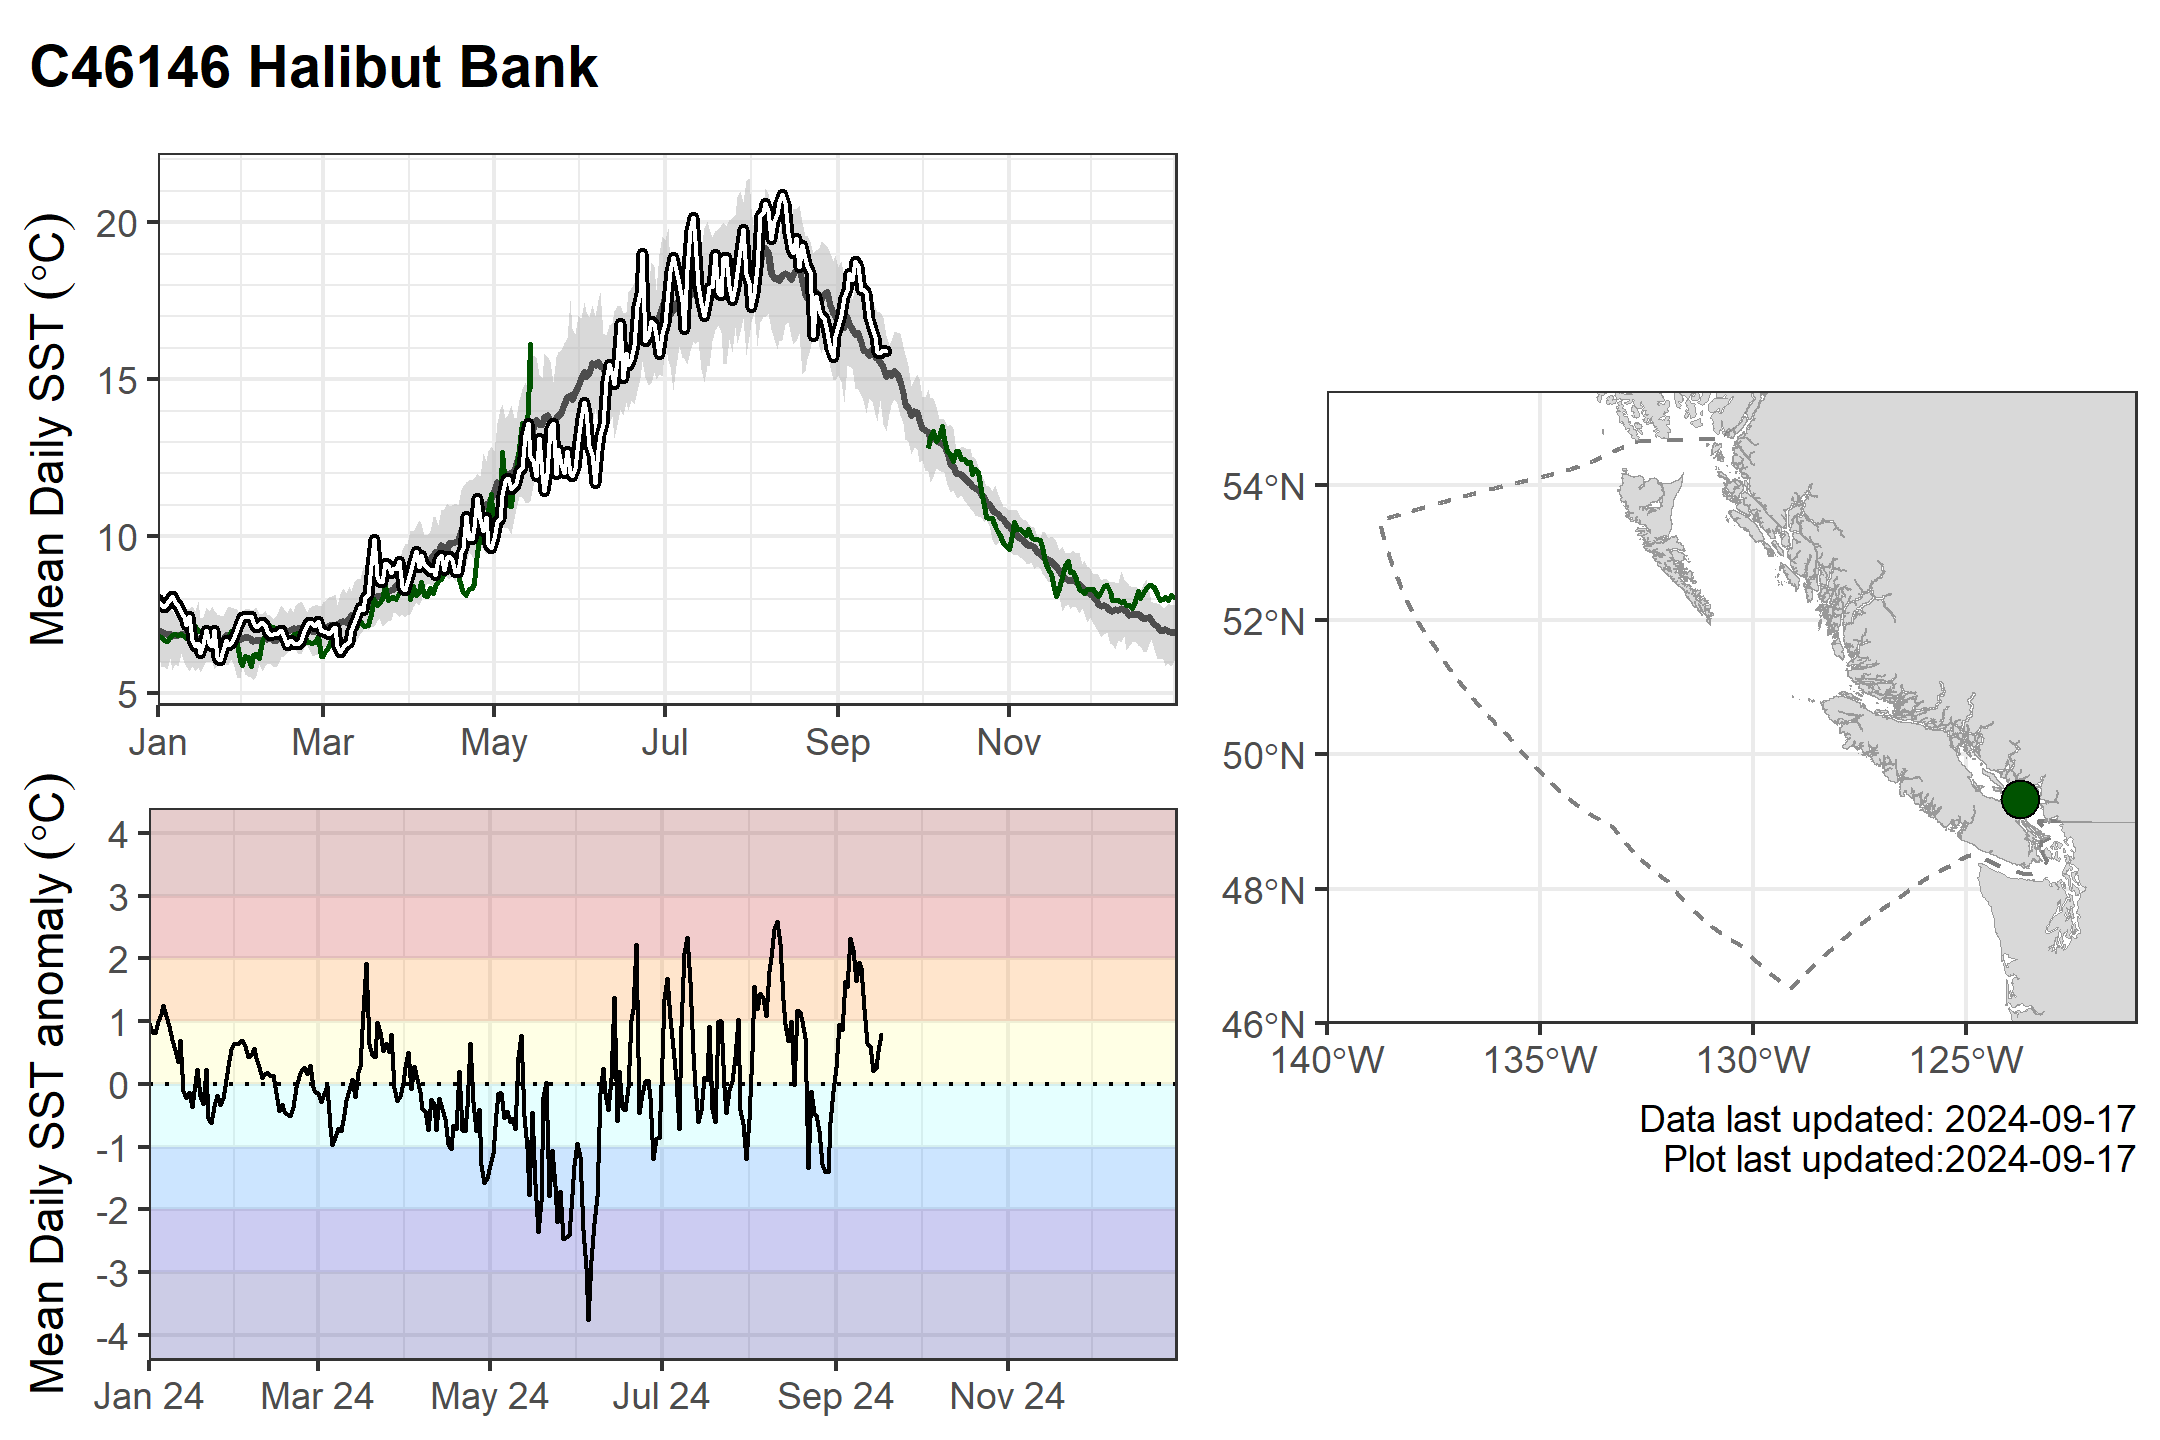 C46146 Halibut Bank
Mean Daily SST (°C)
20
15
10
5
Jan Mar May Jul Sep Nov
Mean Daily SST anomaly (°C)
4
3
2
1
0
-1
-2
-3
-4
Jan 24 Mar 24 May 24 Jul 24 Sep 24 Nov 24
54°N
52°N
50°N
48°N
46°N
140°W 135°W 130°W 125°W
Data last updated: 2024-09-17
Plot last updated:2024-09-17